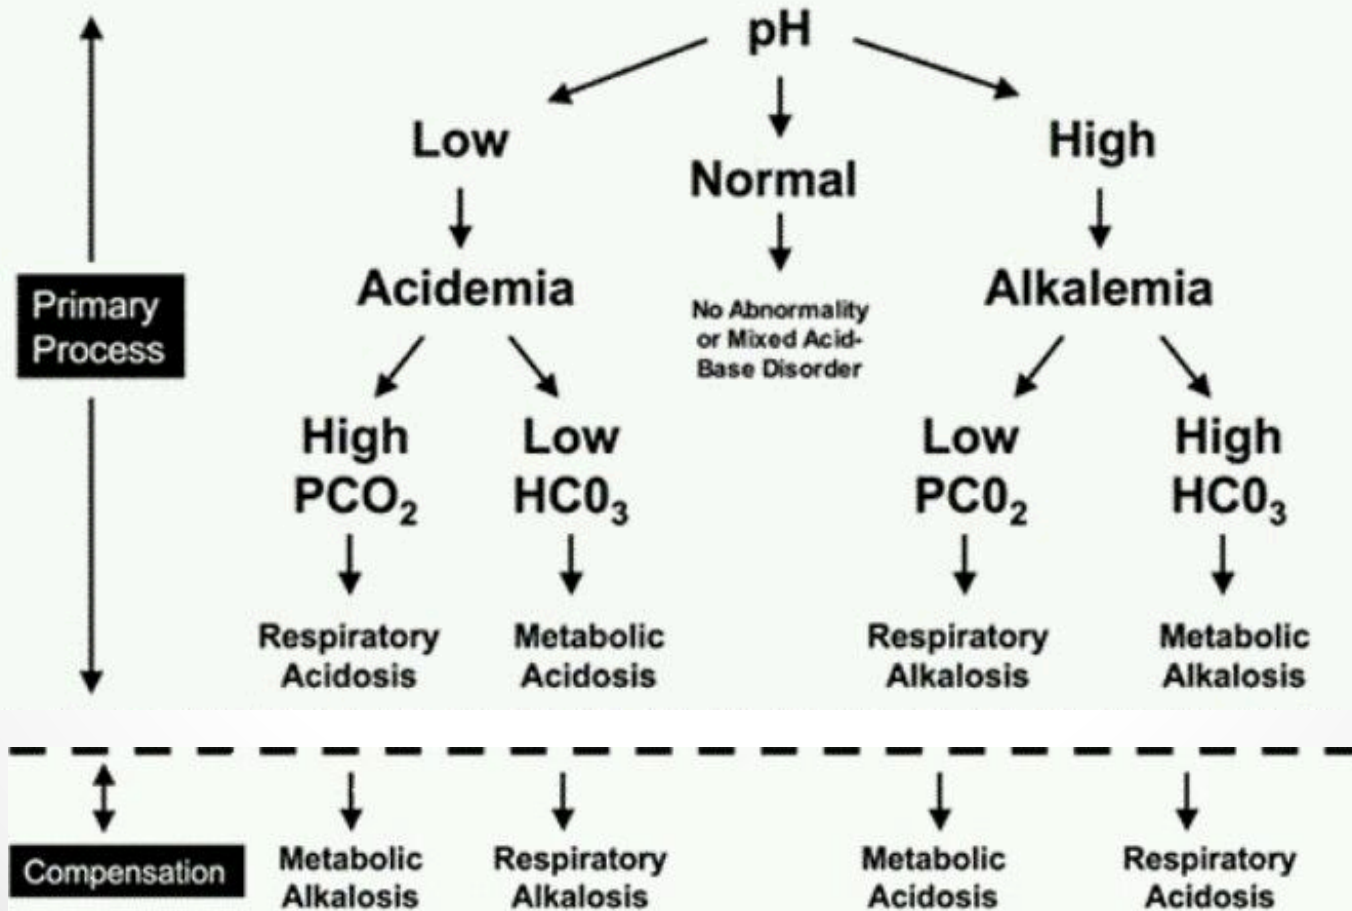 pH
Low
Normal
High
Acidemia
No Abnormality
or Mixed Acid-
Base Disorder
Alkalemia
Primary
Process
High
PCO₂
Low
HC0₃
Low
PC0₂
High
HC0₃
Respiratory
Acidosis
Metabolic
Acidosis
Respiratory
Alkalosis
Metabolic
Alkalosis
Compensation
Metabolic
Alkalosis
Respiratory
Alkalosis
Metabolic
Acidosis
Respiratory
Acidosis